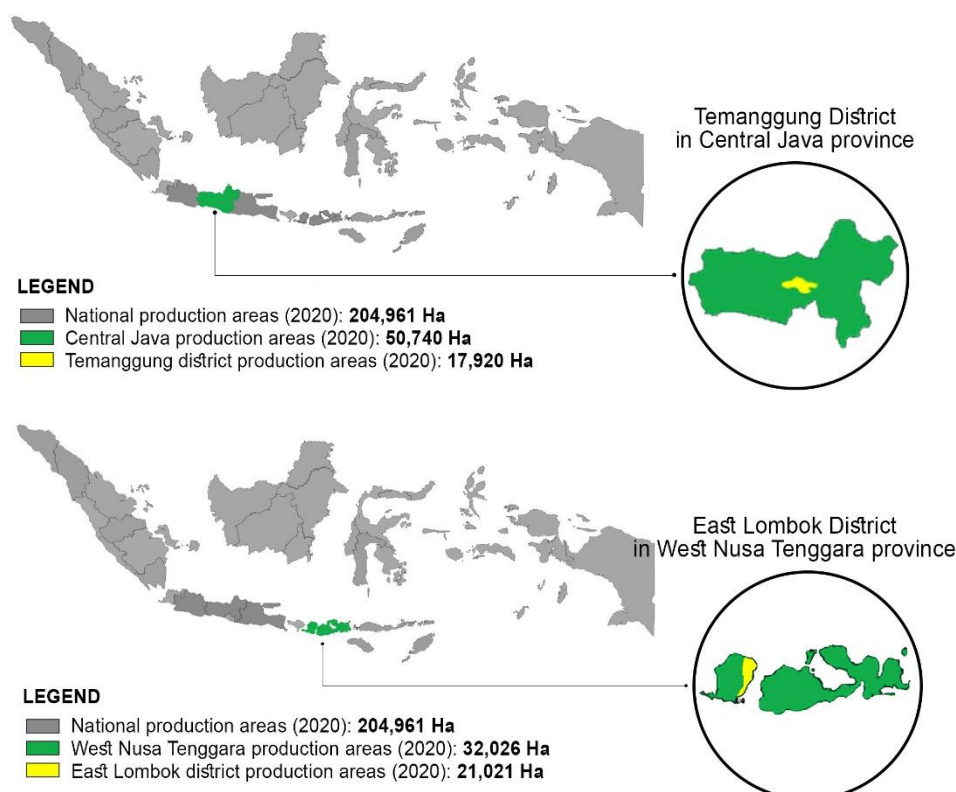 Temanggung District
in Central Java province
LEGEND
National production areas (2020): 204,961 Ha
Central Java production areas (2020): 50,740 Ha
Temanggung district production areas (2020): 17,920 Ha
East Lombok District
in West Nusa Tenggara province
LEGEND
National production areas (2020): 204,961 Ha
West Nusa Tenggara production areas (2020): 32,026 Ha
East Lombok district production areas (2020): 21,021 Ha